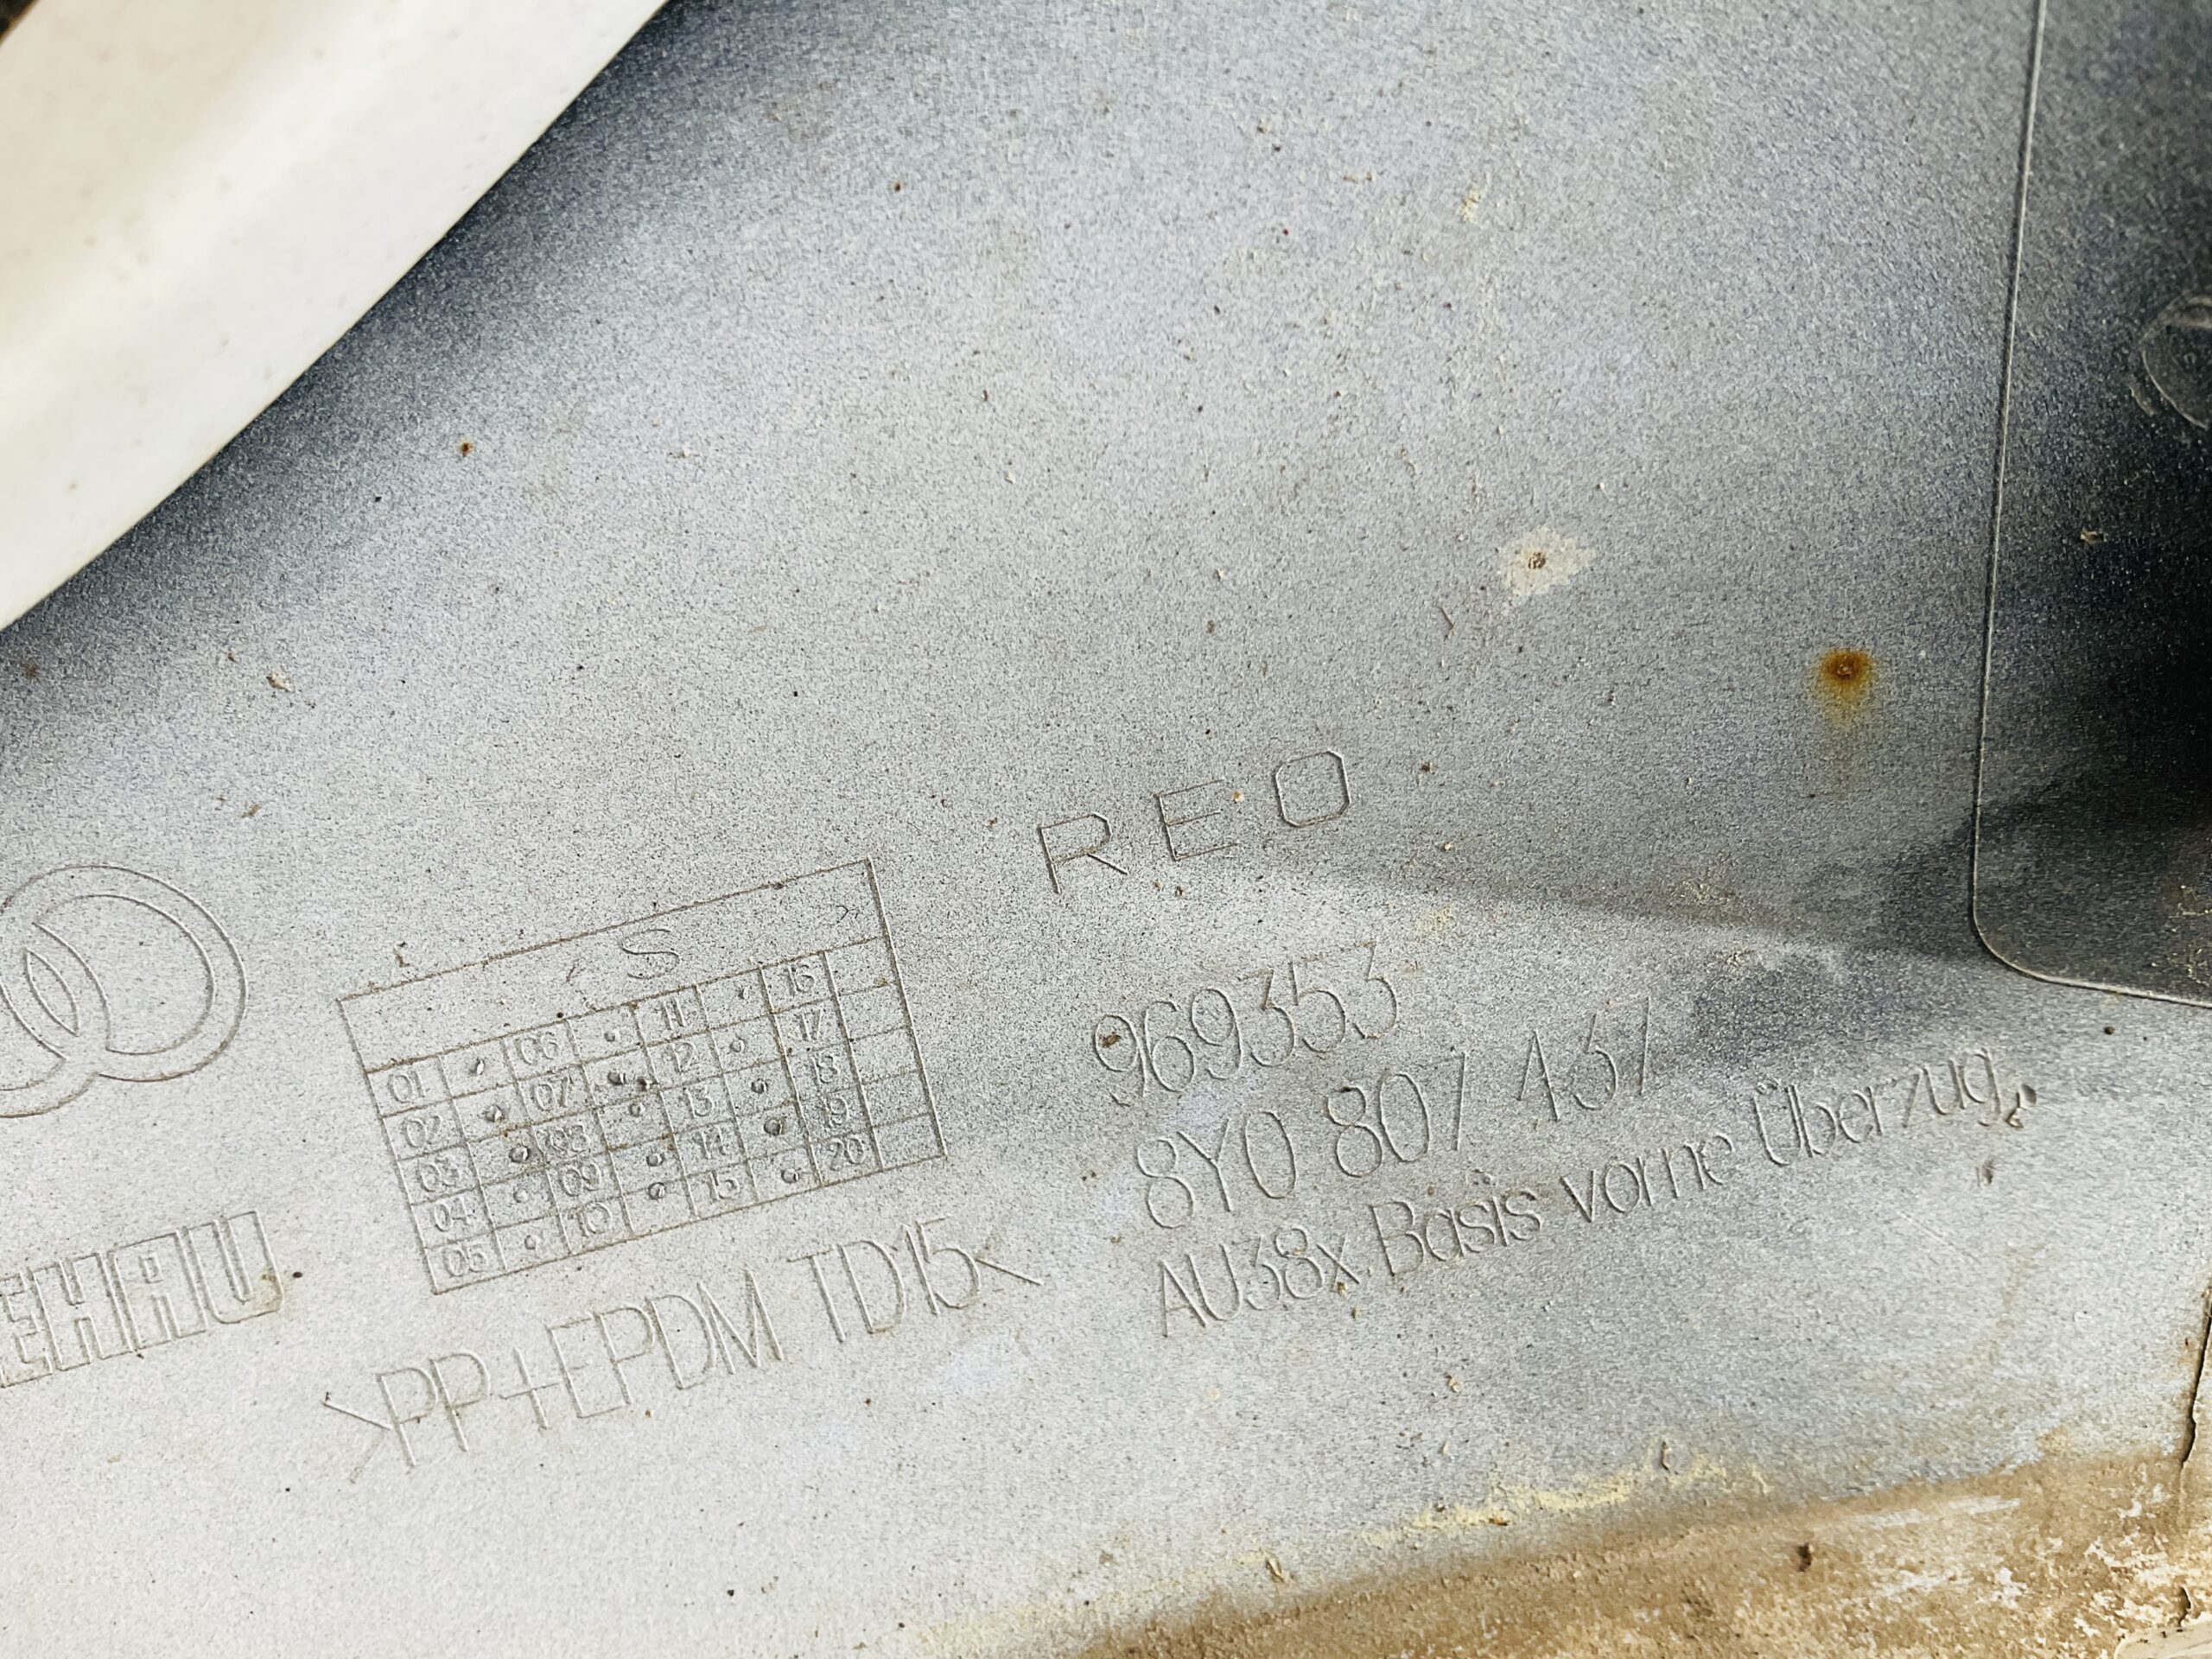 REO
S
01 06 11 16
02 07 12 17
03 08 13 18
04 09 14 19
05 10 15 20
969353
8Y0 807 437
AU38x Basis vorne Überzug
EHAU
>PP+EPDM TD15<